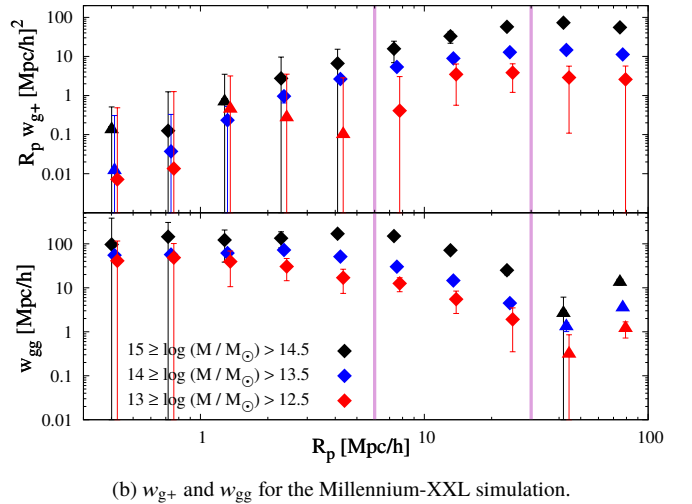 R_p w_g+ [Mpc/h]^2
100
10
1
0.1
0.01
w_gg [Mpc/h]
100
10
1
0.1
0.01
15 ≥ log (M / M_☉) > 14.5
14 ≥ log (M / M_☉) > 13.5
13 ≥ log (M / M_☉) > 12.5
1 10 100
R_p [Mpc/h]
(b) w_g+ and w_gg for the Millennium-XXL simulation.